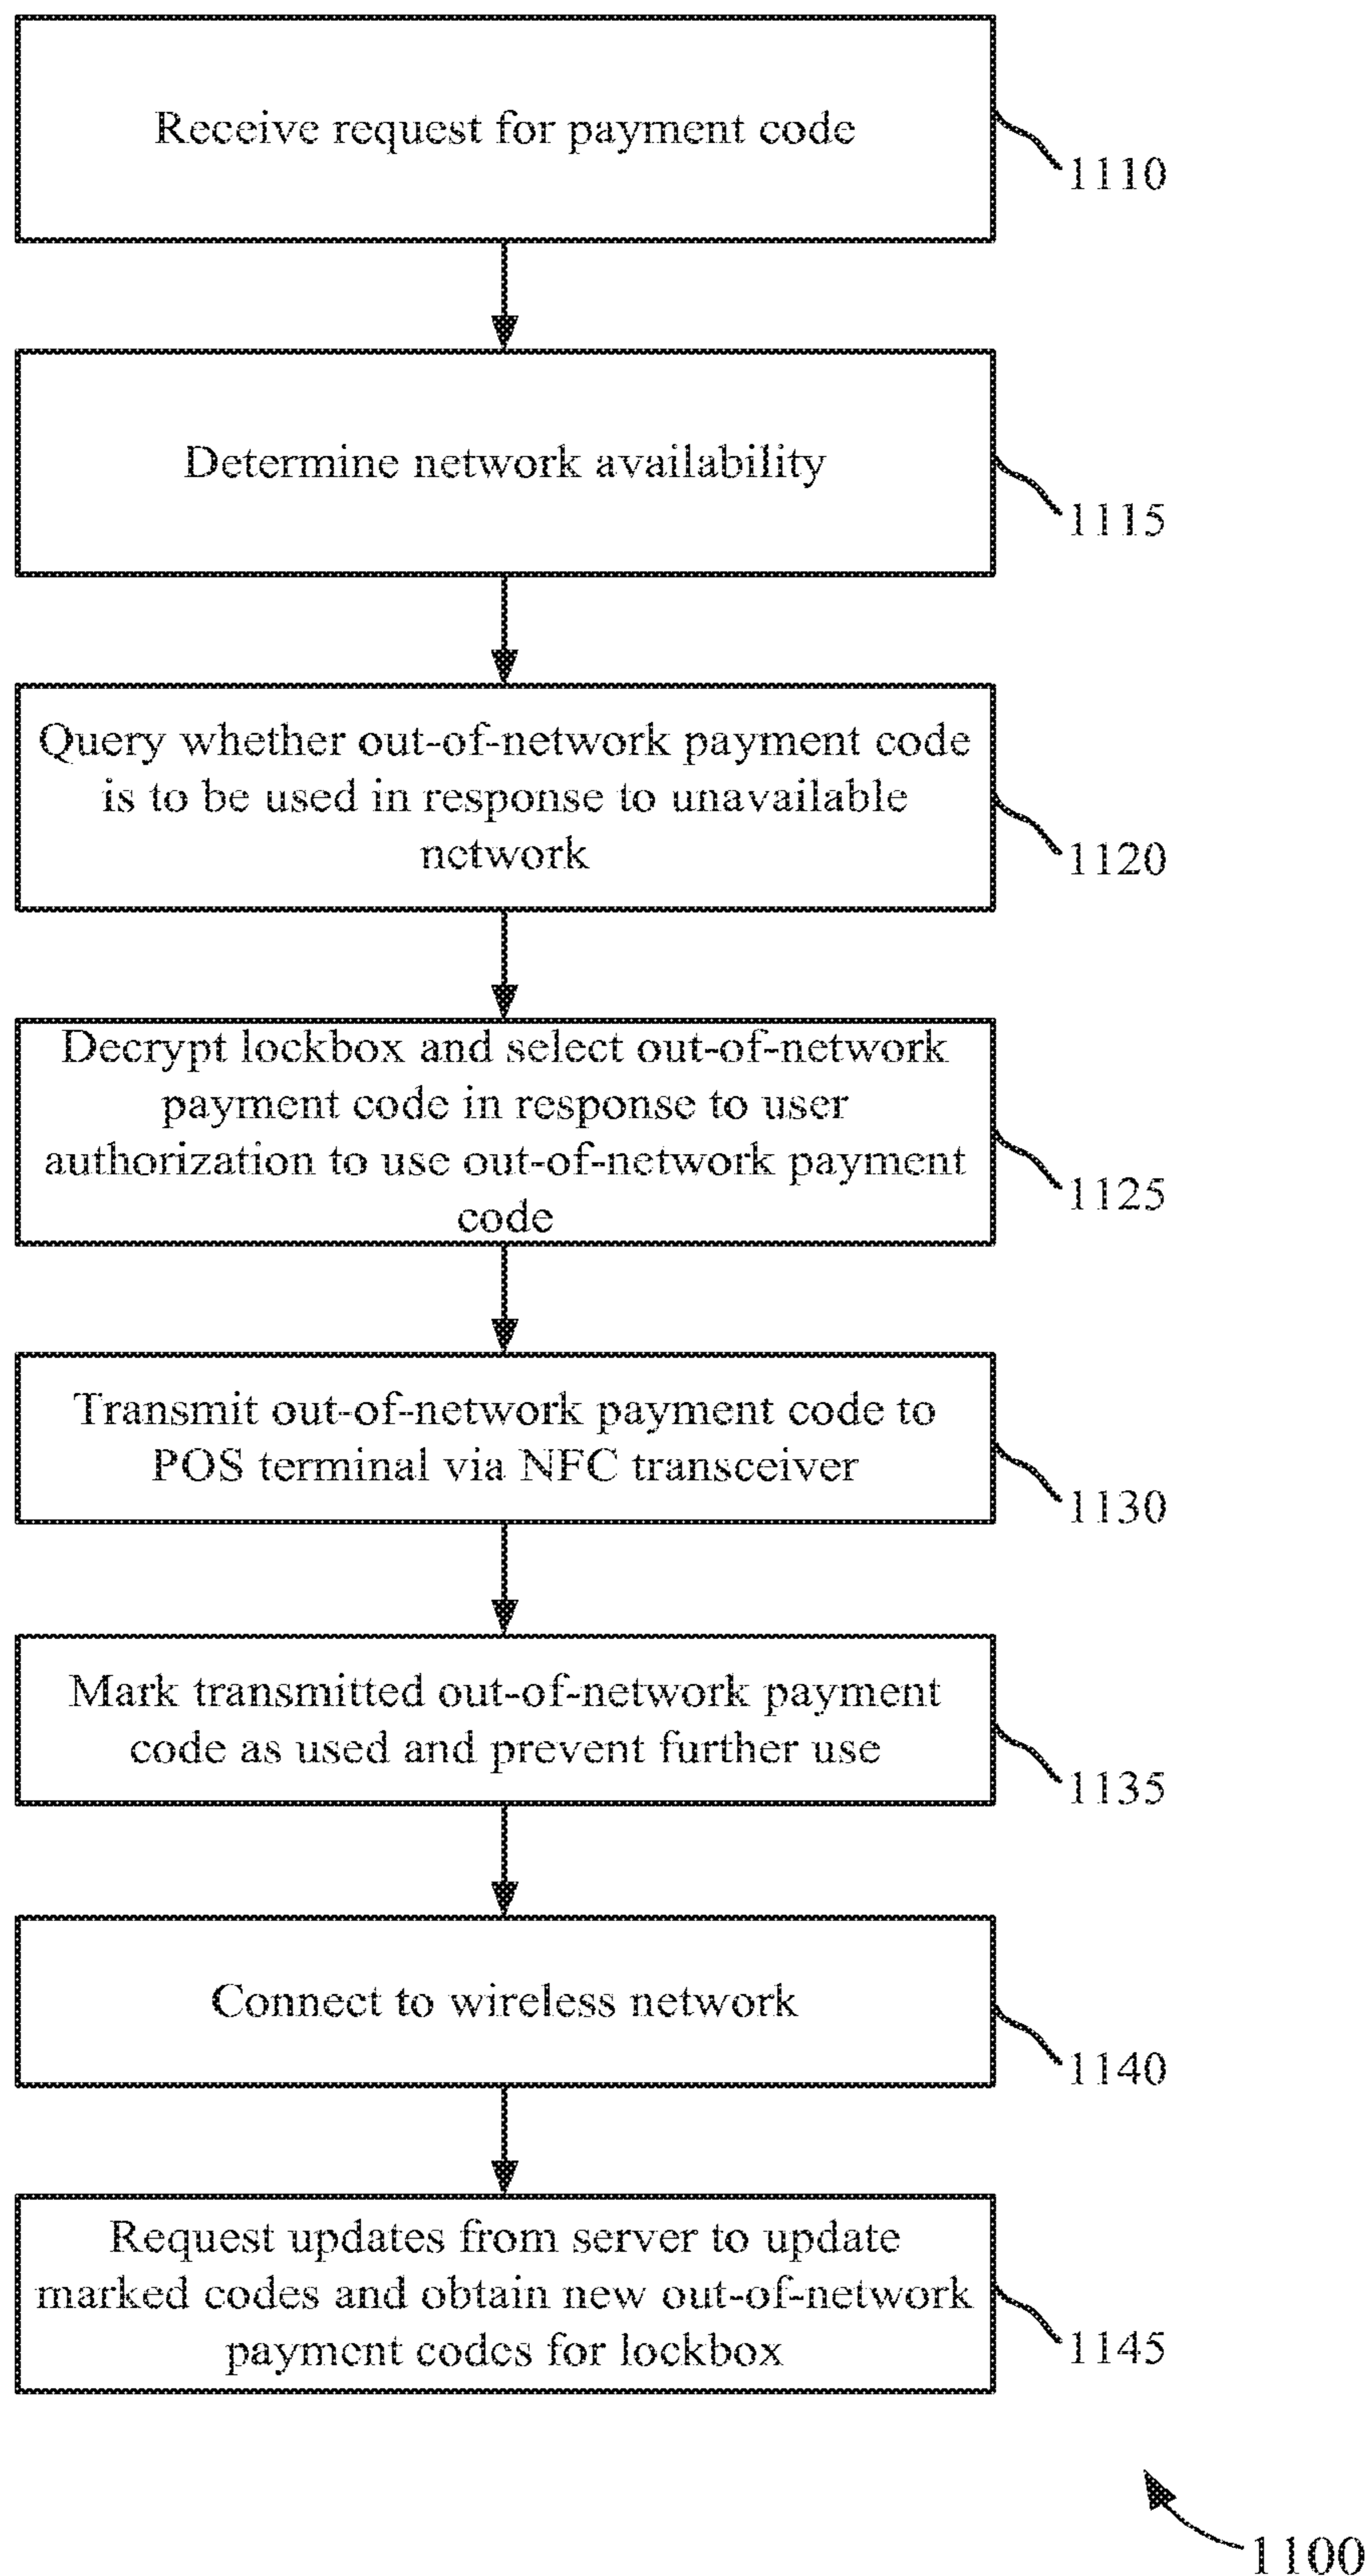 Receive request for payment code
1110
Determine network availability
1115
Query whether out-of-network payment code
is to be used in response to unavailable
network
1120
Decrypt lockbox and select out-of-network
payment code in response to user
authorization to use out-of-network payment
code
1125
Transmit out-of-network payment code to
POS terminal via NFC transceiver
1130
Mark transmitted out-of-network payment
code as used and prevent further use
1135
Connect to wireless network
1140
Request updates from server to update
marked codes and obtain new out-of-network
payment codes for lockbox
1145
1100